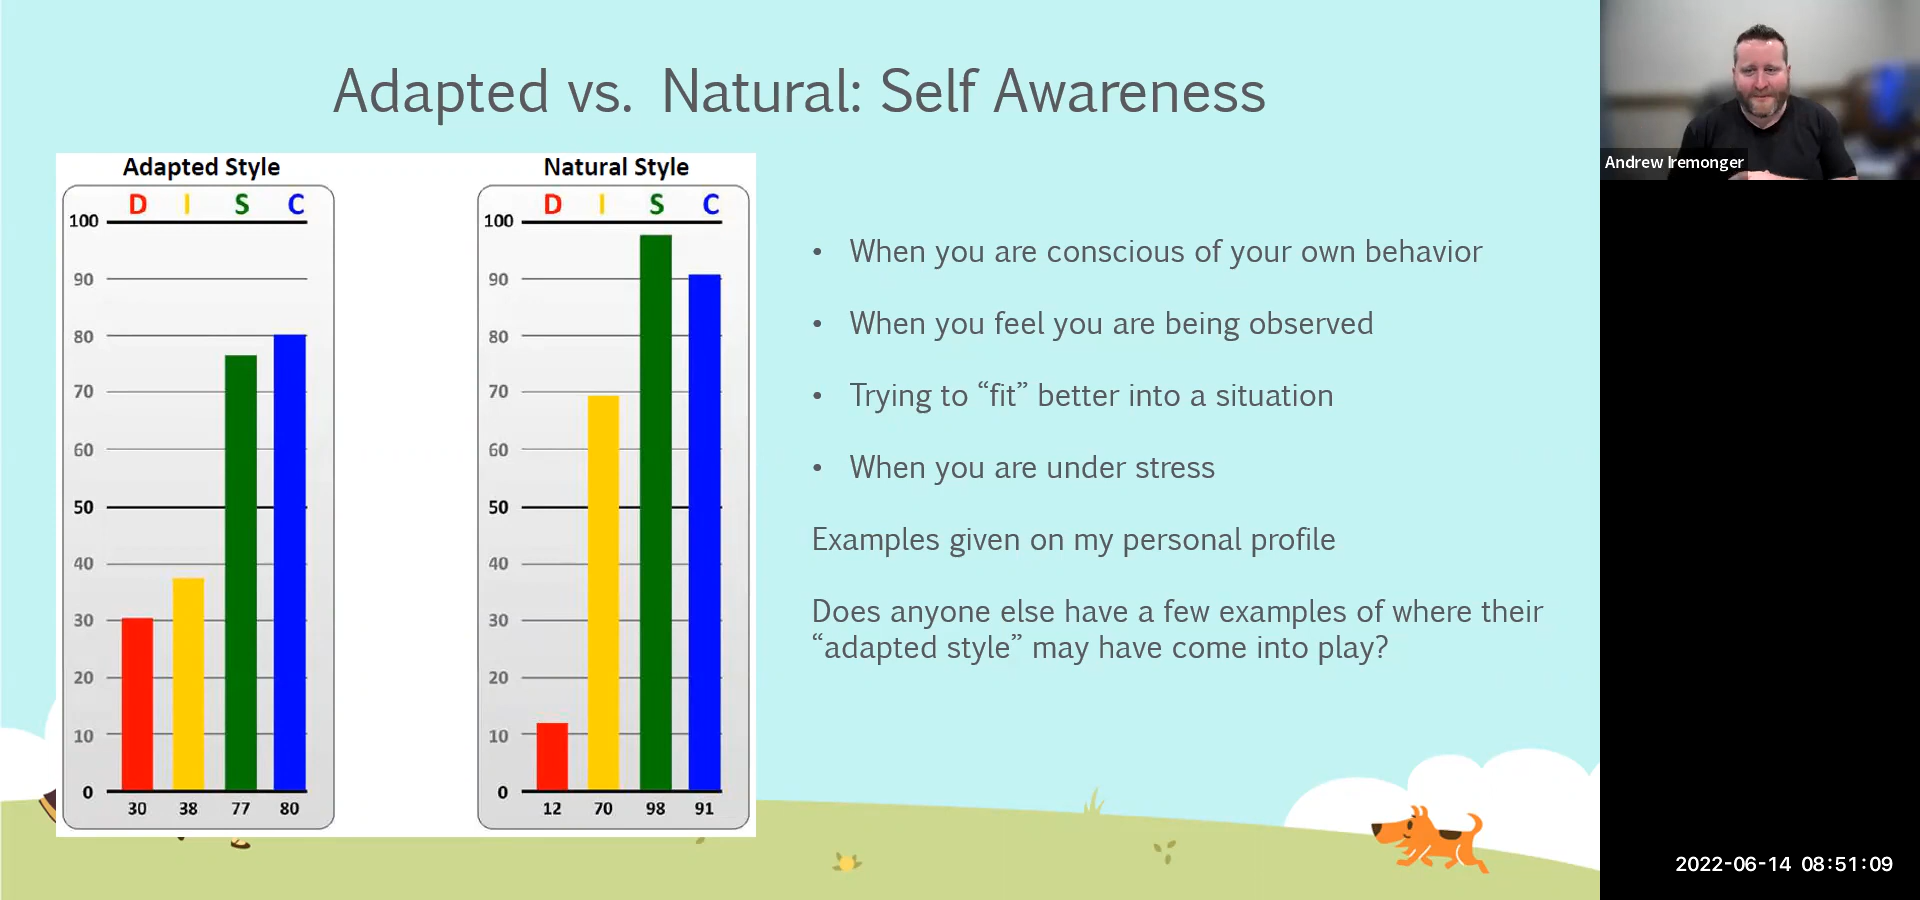 Adapted vs. Natural: Self Awareness
Adapted Style
D I S C
100
90
80
70
60
50
40
30
20
10
0
30 38 77 80
Natural Style
D I S C
100
90
80
70
60
50
40
30
20
10
0
12 70 98 91
• When you are conscious of your own behavior
• When you feel you are being observed
• Trying to “fit” better into a situation
• When you are under stress
Examples given on my personal profile
Does anyone else have a few examples of where their
“adapted style” may have come into play?
Andrew Iremonger
2022-06-14 08:51:09